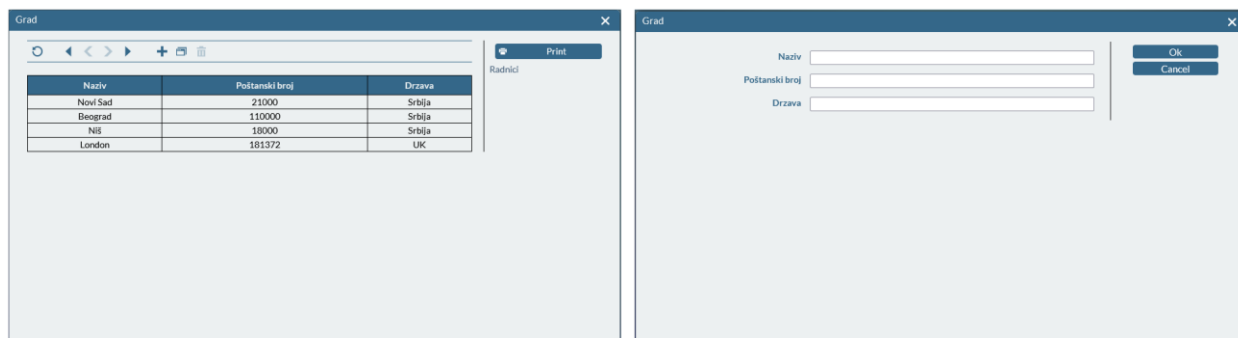 Grad
Print
Radnici
Naziv Poštanski broj Drzava
Novi Sad 21000 Srbija
Beograd 110000 Srbija
Niš 18000 Srbija
London 181372 UK
Grad
Naziv
Poštanski broj
Drzava
Ok
Cancel